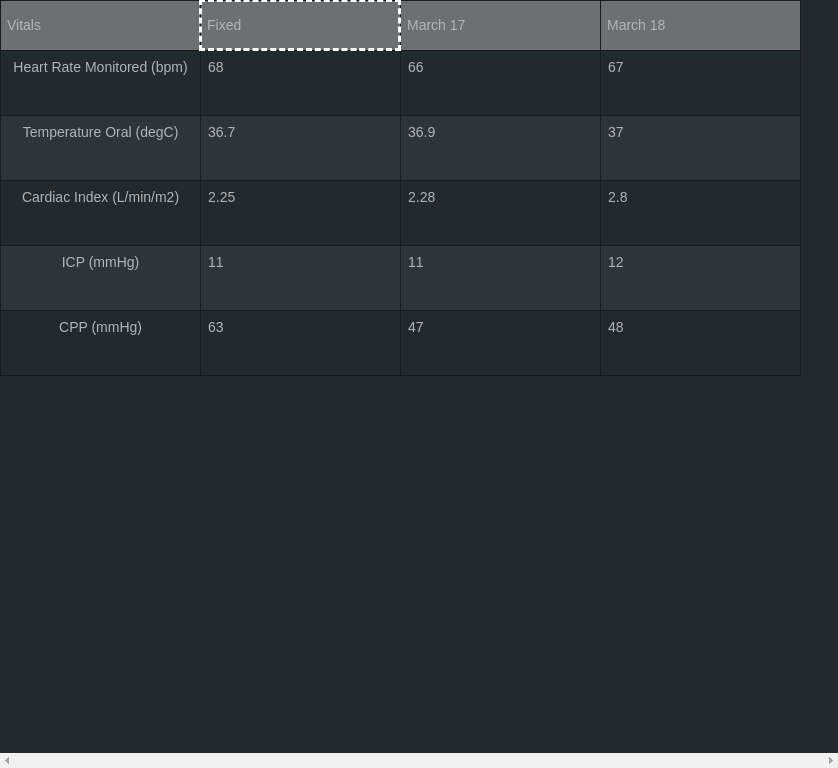 Vitals Fixed March 17 March 18
Heart Rate Monitored (bpm) 68 66 67
Temperature Oral (degC) 36.7 36.9 37
Cardiac Index (L/min/m2) 2.25 2.28 2.8
ICP (mmHg) 11 11 12
CPP (mmHg) 63 47 48